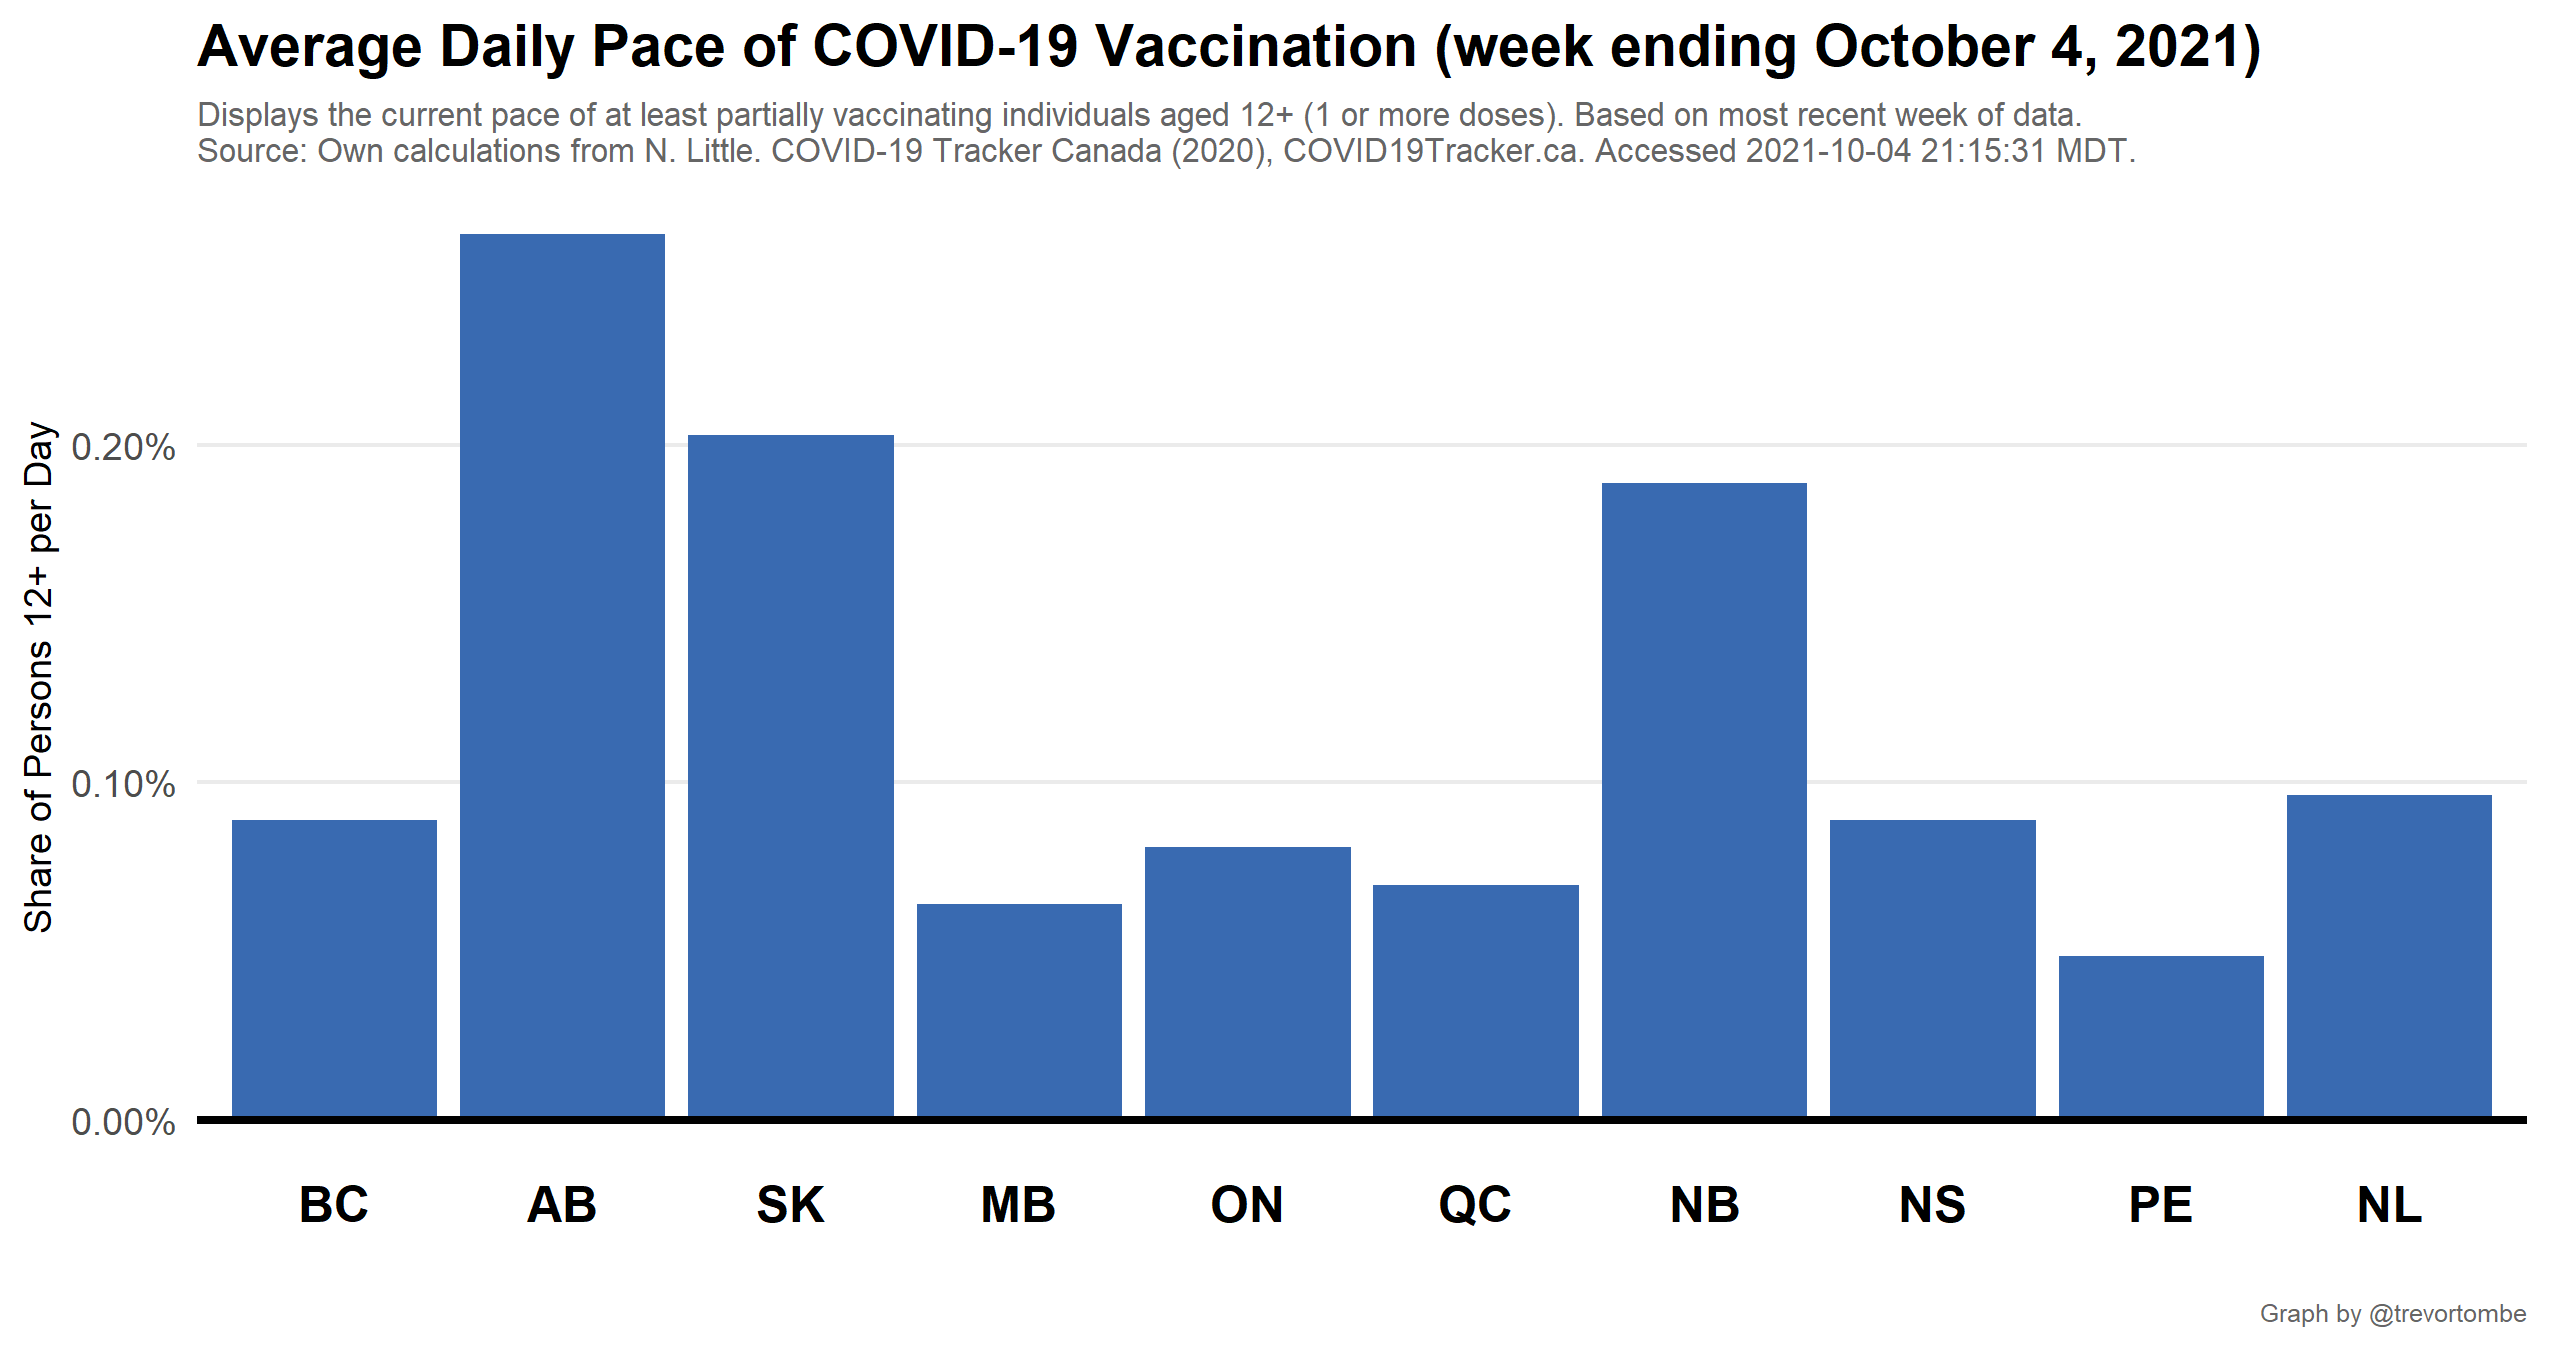 Average Daily Pace of COVID-19 Vaccination (week ending October 4, 2021)
Displays the current pace of at least partially vaccinating individuals aged 12+ (1 or more doses). Based on most recent week of data.
Source: Own calculations from N. Little. COVID-19 Tracker Canada (2020), COVID19Tracker.ca. Accessed 2021-10-04 21:15:31 MDT.
Share of Persons 12+ per Day
0.20%
0.10%
0.00%
BC AB SK MB ON QC NB NS PE NL
Graph by @trevortombe